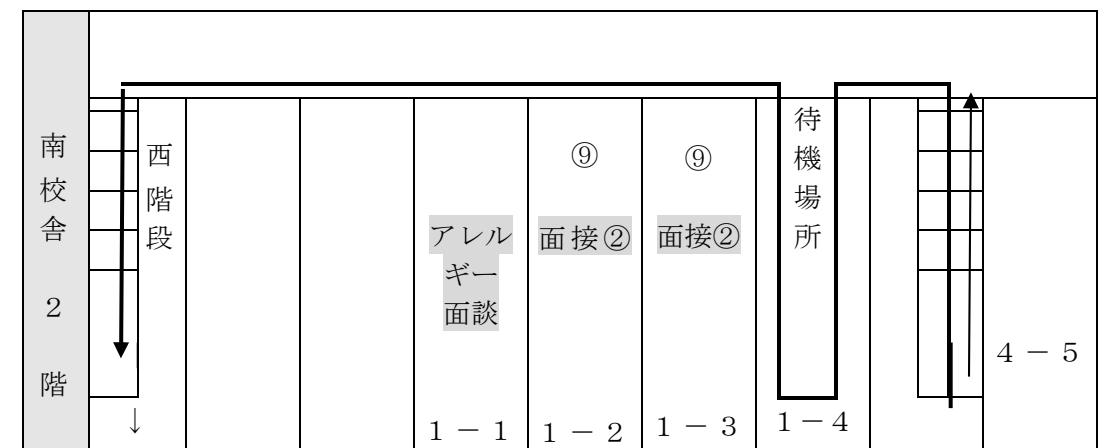 南校舎 2階
西階段
↓
アレル
ギー
面談
1-1
⑨
面接②
1-2
⑨
面接②
1-3
待機場所
1-4
4-5